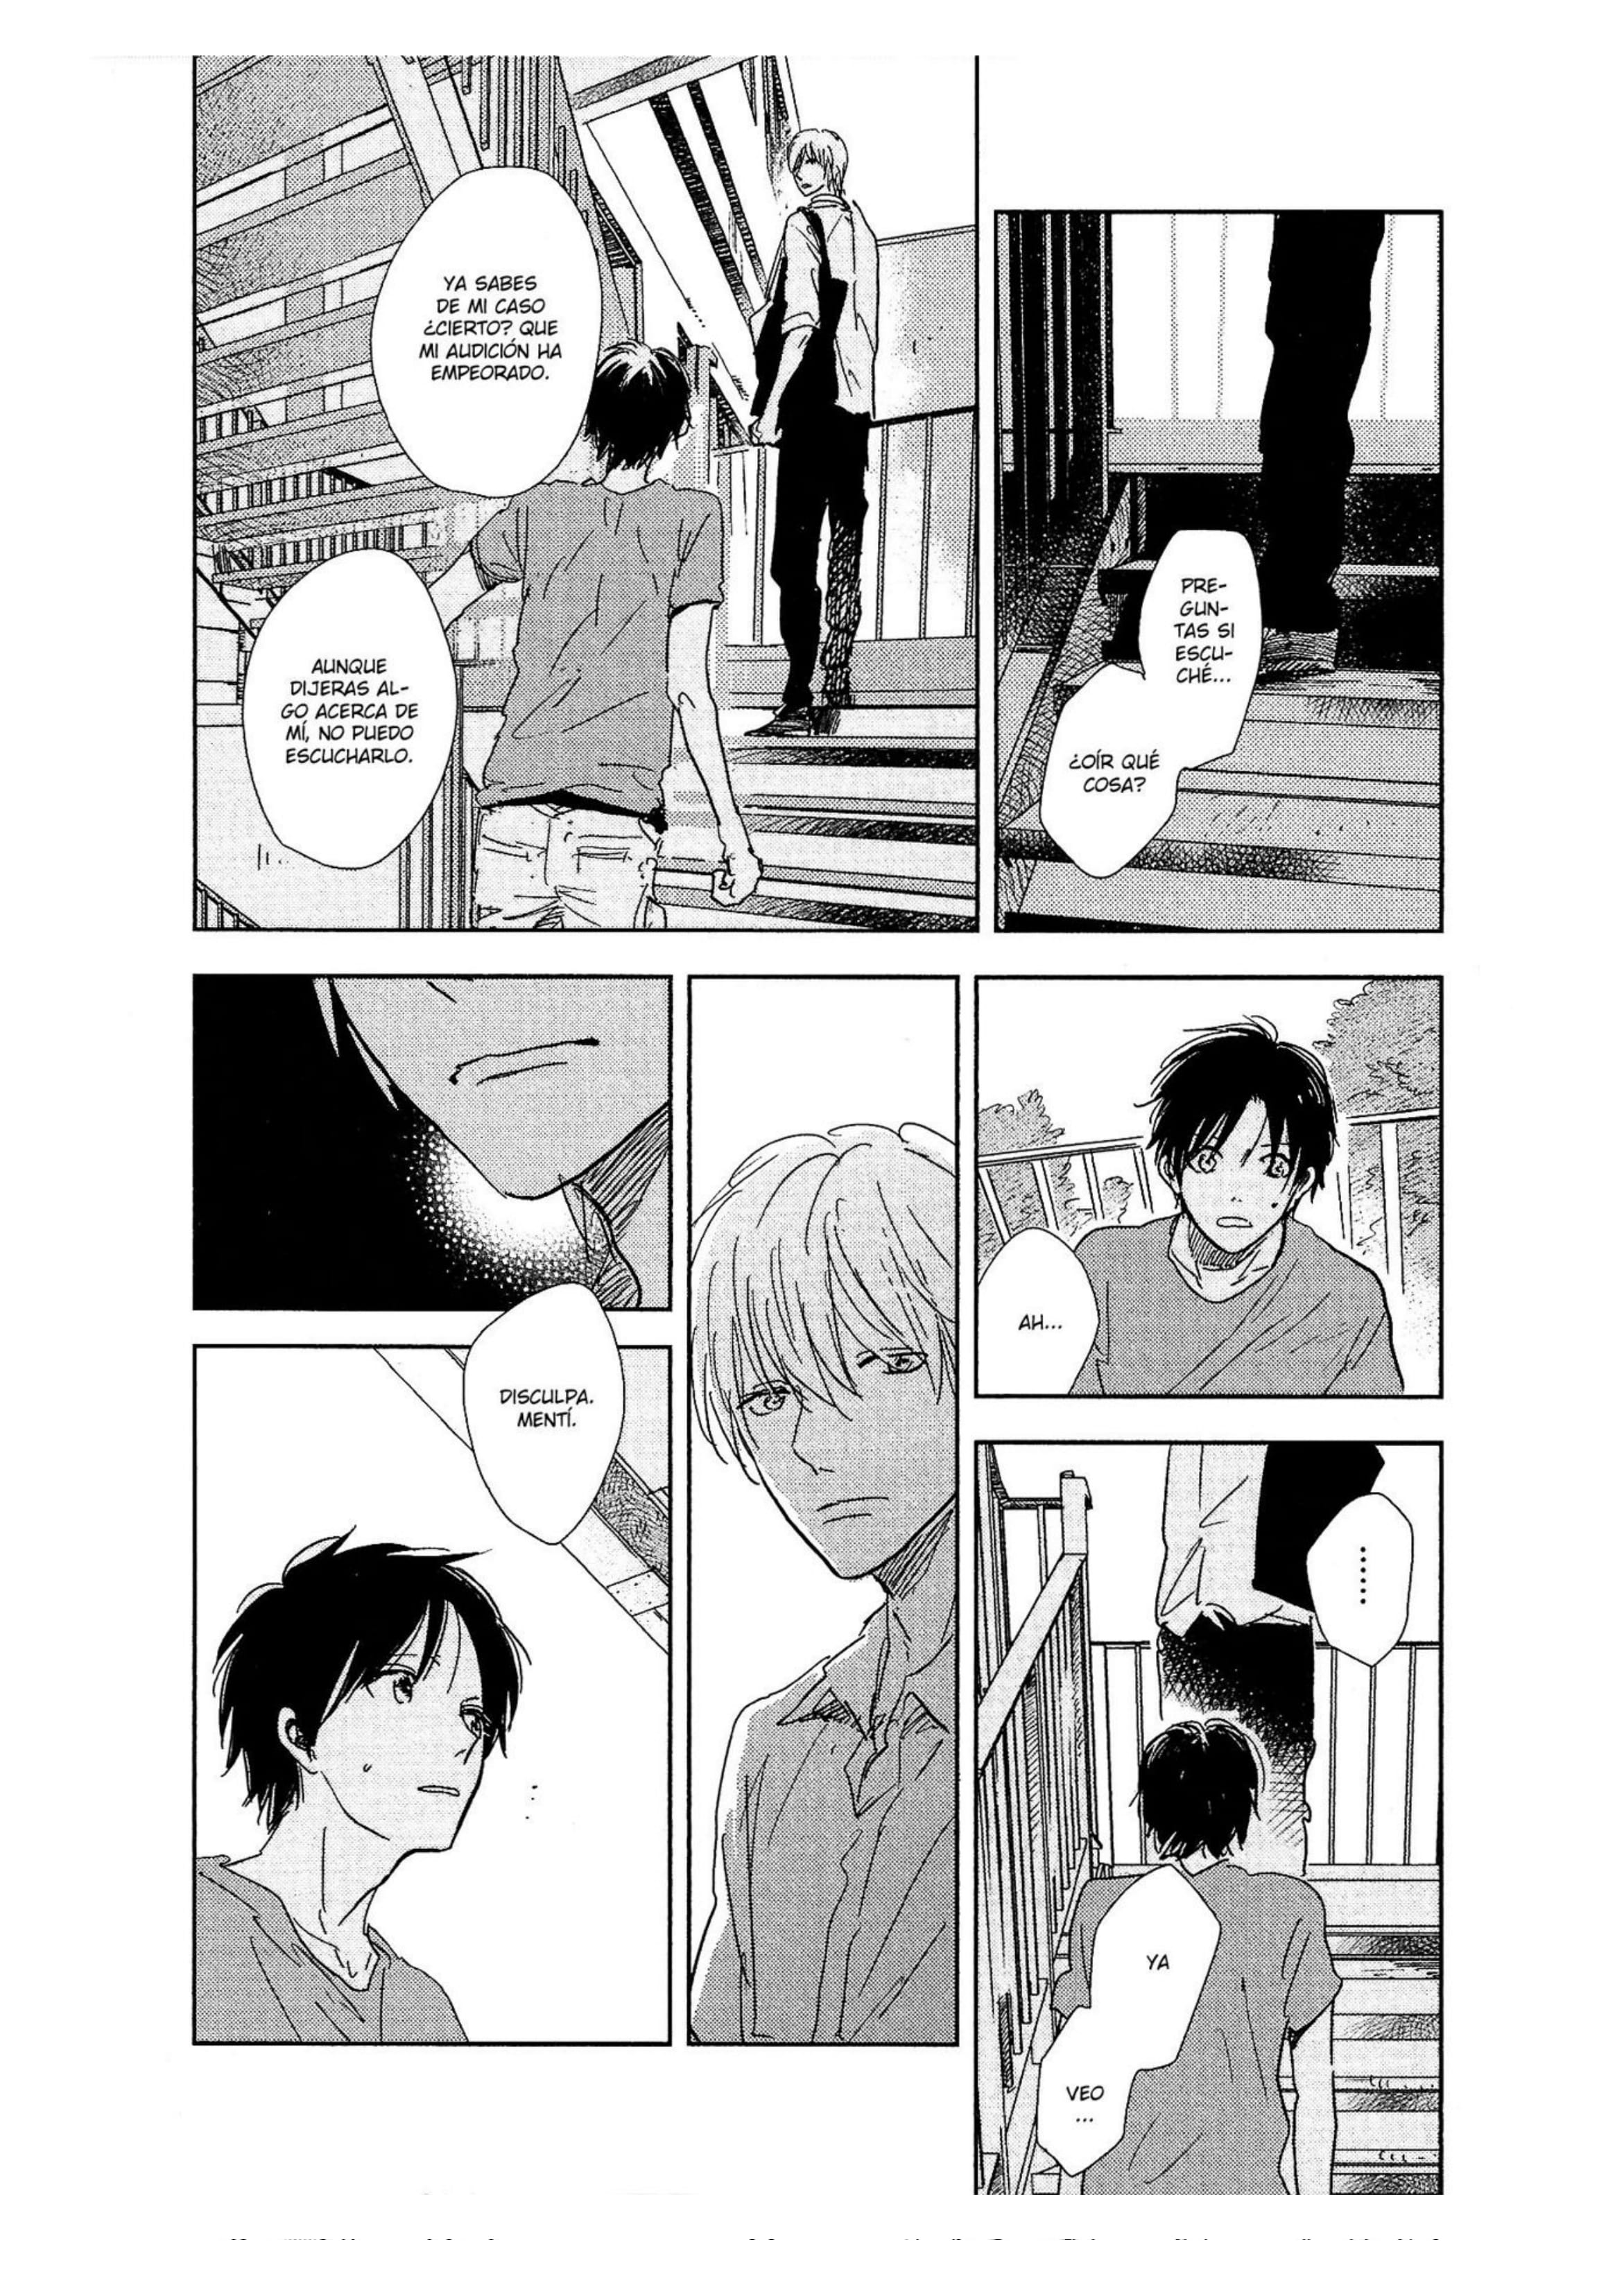 PRE-
GUN-
TAS SI
ESCU-
CHÉ...
¿OÍR QUÉ
COSA?
YA SABES
DE MI CASO
¿CIERTO? QUE
MI AUDICIÓN HA
EMPEORADO.
AUNQUE
DIJERAS AL-
GO ACERCA DE
MÍ, NO PUEDO
ESCUCHARLO.
AH...
......
YA
VEO
...
DISCULPA.
MENTÍ.